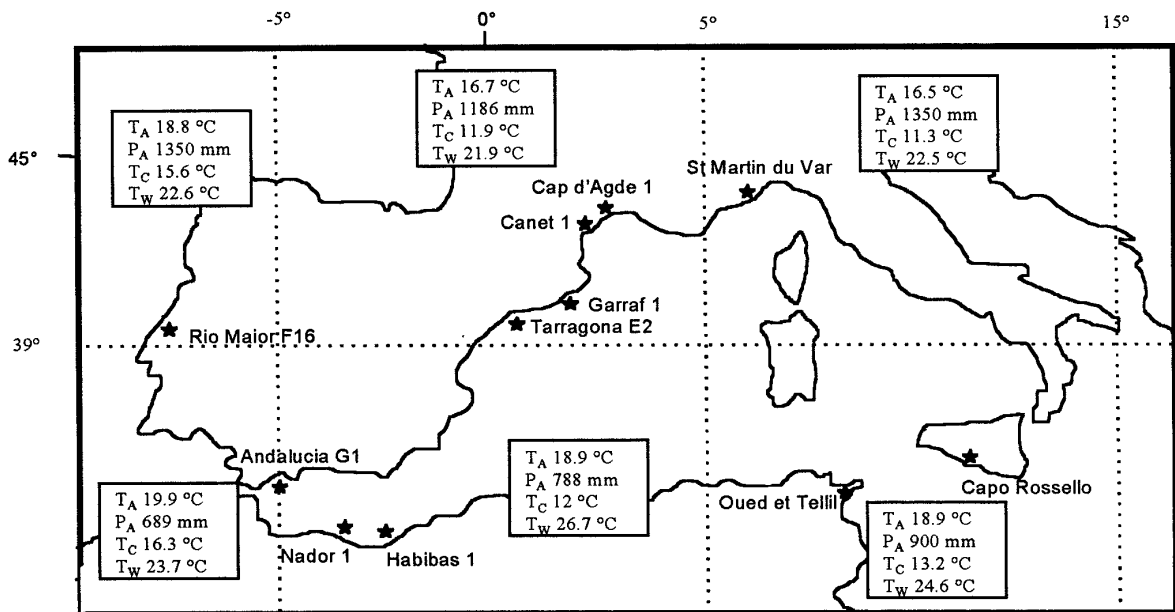 -5°
0°
5°
15°
45°
39°
T_A 18.8 °C
P_A 1350 mm
T_C 15.6 °C
T_W 22.6 °C
T_A 16.7 °C
P_A 1186 mm
T_C 11.9 °C
T_W 21.9 °C
T_A 16.5 °C
P_A 1350 mm
T_C 11.3 °C
T_W 22.5 °C
St Martin du Var
Cap d'Agde 1
Canet 1
Garraf 1
Tarragona E2
Rio Maior F16
Andalucia G1
T_A 19.9 °C
P_A 689 mm
T_C 16.3 °C
T_W 23.7 °C
Nador 1
Habibas 1
T_A 18.9 °C
P_A 788 mm
T_C 12 °C
T_W 26.7 °C
Oued et Tellil
Capo Rossello
T_A 18.9 °C
P_A 900 mm
T_C 13.2 °C
T_W 24.6 °C